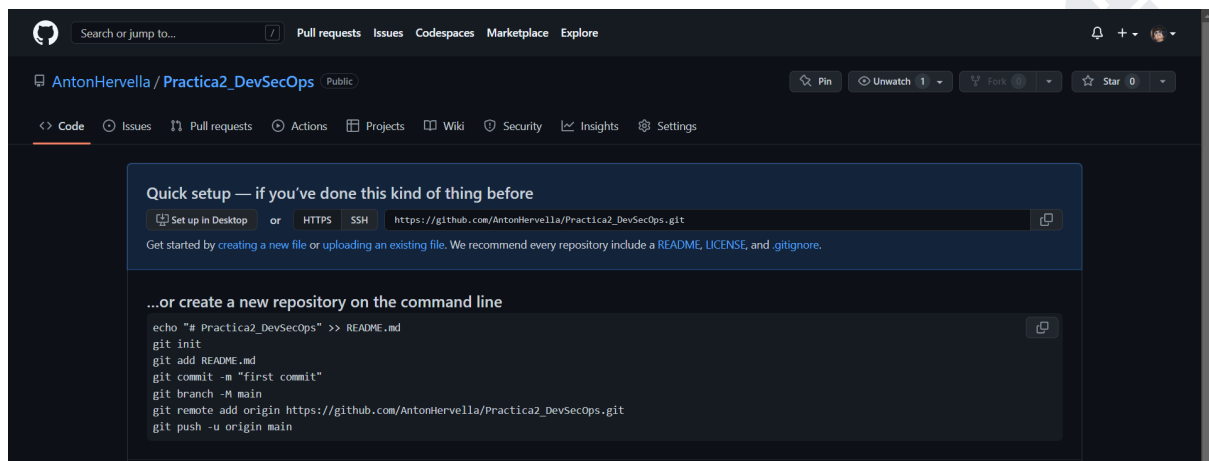 Search or jump to... / Pull requests Issues Codespaces Marketplace Explore
AntonHervella / Practica2_DevSecOps Public Pin Unwatch 1 Fork 0 Star 0
<> Code Issues Pull requests Actions Projects Wiki Security Insights Settings
Quick setup — if you've done this kind of thing before
Set up in Desktop or HTTPS SSH https://github.com/AntonHervella/Practica2_DevSecOps.git
Get started by creating a new file or uploading an existing file. We recommend every repository include a README, LICENSE, and .gitignore.
...or create a new repository on the command line
echo "# Practica2_DevSecOps" >> README.md
git init
git add README.md
git commit -m "first commit"
git branch -M main
git remote add origin https://github.com/AntonHervella/Practica2_DevSecOps.git
git push -u origin main